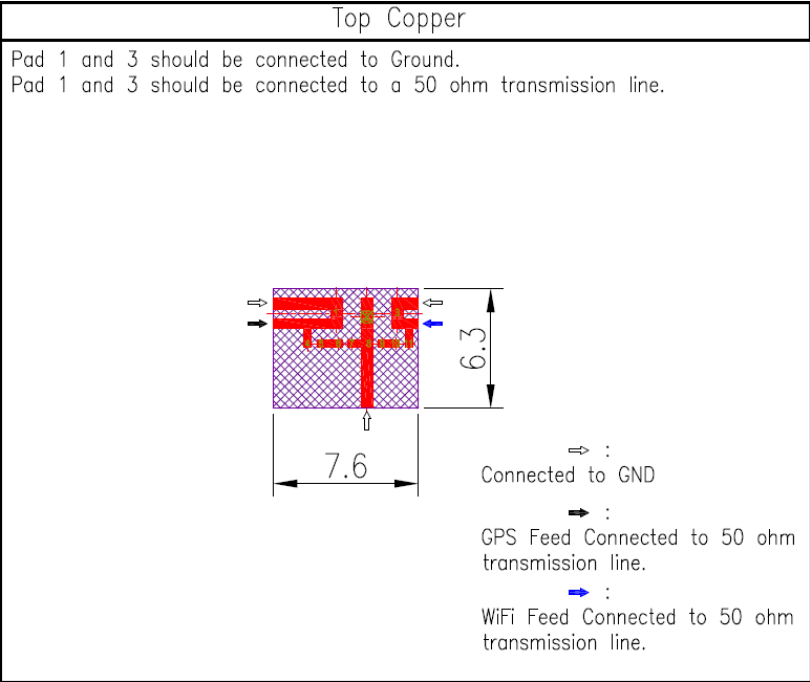 Top Copper
Pad 1 and 3 should be connected to Ground.
Pad 1 and 3 should be connected to a 50 ohm transmission line.
6.3
7.6
:
Connected to GND
:
GPS Feed Connected to 50 ohm
transmission line.
:
WiFi Feed Connected to 50 ohm
transmission line.